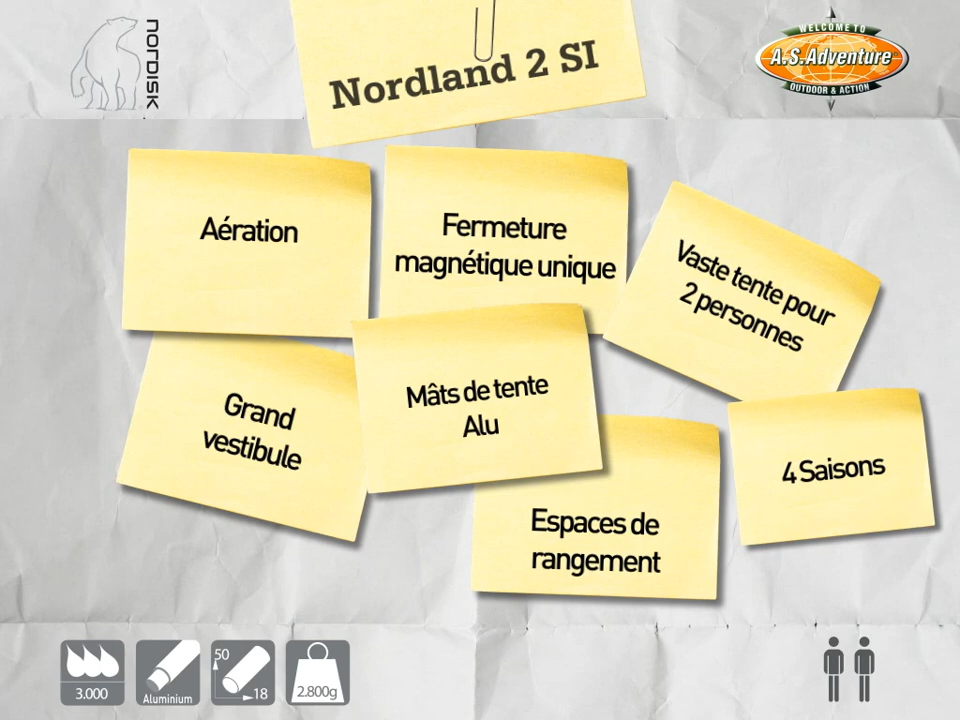 nordisk
Nordland 2 SI
WELCOME TO
A.S.Adventure
OUTDOOR & ACTION
Aération
Fermeture
magnétique unique
Vaste tente pour
2 personnes
Grand
vestibule
Mâts de tente
Alu
4 Saisons
Espaces de
rangement
3.000
Aluminium
50
18
2.800g